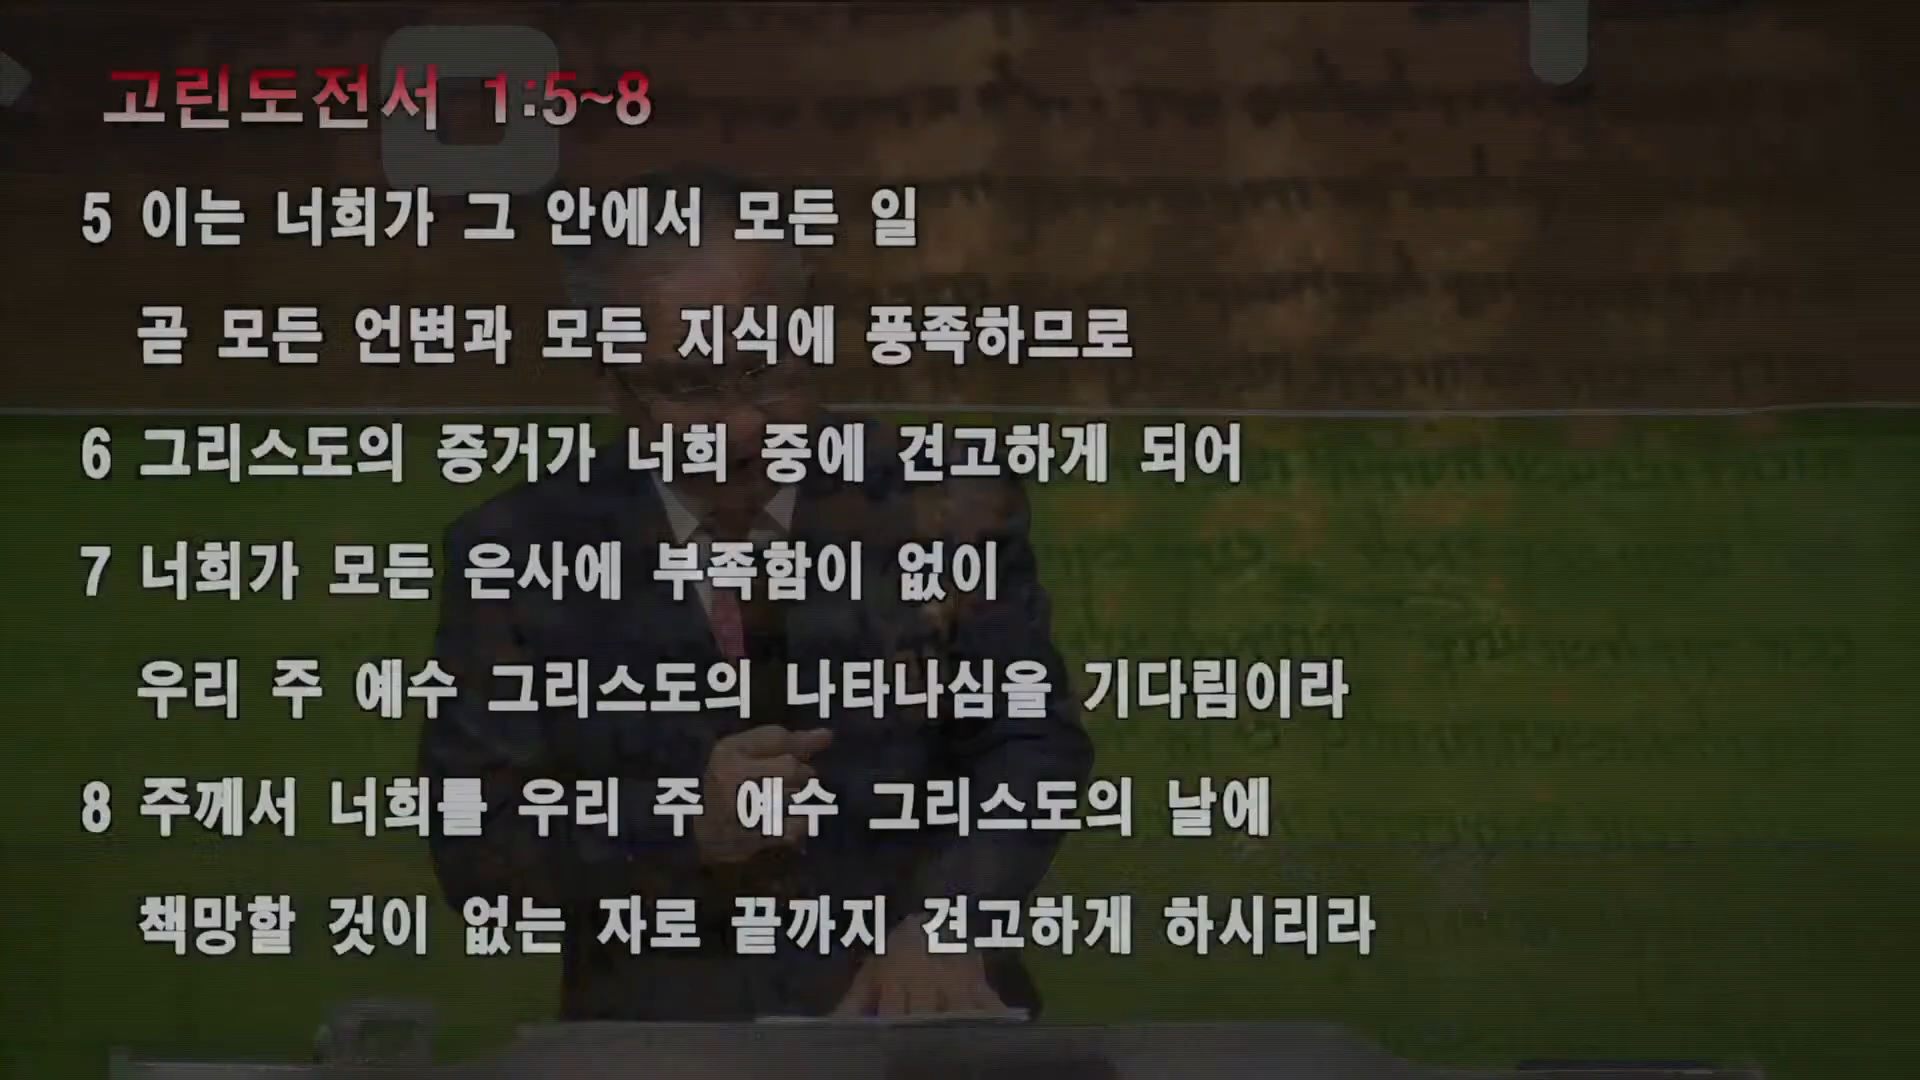 고린도전서 1:5~8
5 이는 너희가 그 안에서 모든 일
곧 모든 언변과 모든 지식에 풍족하므로
6 그리스도의 증거가 너희 중에 견고하게 되어
7 너희가 모든 은사에 부족함이 없이
우리 주 예수 그리스도의 나타나심을 기다림이라
8 주께서 너희를 우리 주 예수 그리스도의 날에
책망할 것이 없는 자로 끝까지 견고하게 하시리라